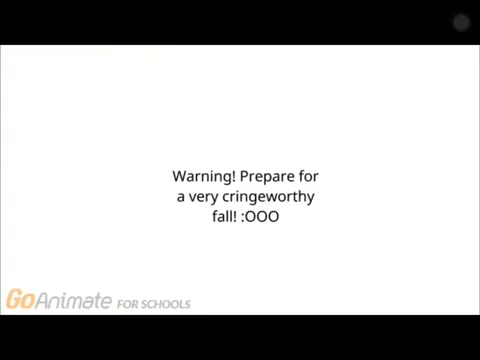 Warning! Prepare for
a very cringeworthy
fall! :OOO
GoAnimate FOR SCHOOLS